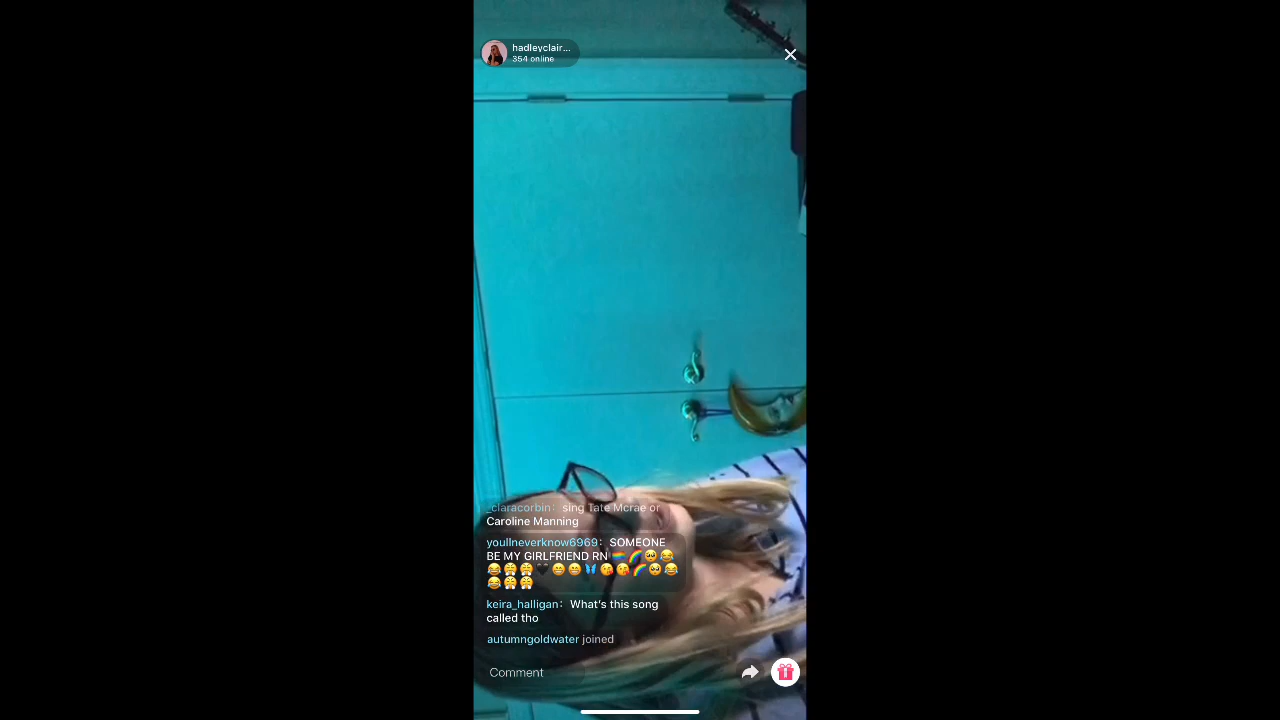 hadleyclair...
354 online
_claracorbin: sing Tate Mcrae or
Caroline Manning
youllneverknow6969: SOMEONE
BE MY GIRLFRIEND RN 🏳️‍🌈🌈🥺😂
😂😤😤🖤😁😁🦋😘😘🌈🥺😂
😂😤😤
keira_halligan: What's this song
called tho
autumngoldwater joined
Comment